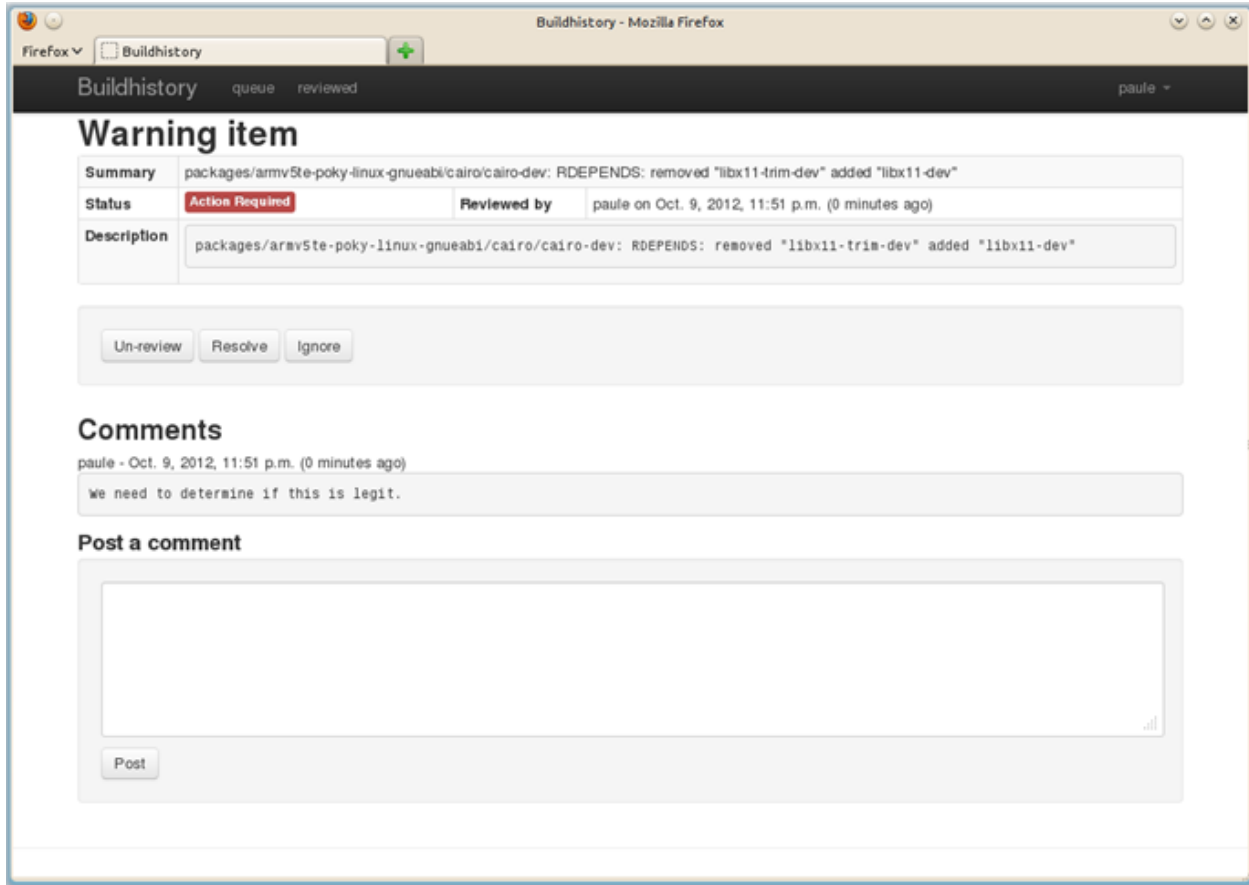 Buildhistory - Mozilla Firefox
Firefox Buildhistory
Buildhistory queue reviewed paule
Warning item
Summary packages/armv5te-poky-linux-gnueabi/cairo/cairo-dev: RDEPENDS: removed "libx11-trim-dev" added "libx11-dev"
Status Action Required Reviewed by paule on Oct. 9, 2012, 11:51 p.m. (0 minutes ago)
Description packages/armv5te-poky-linux-gnueabi/cairo/cairo-dev: RDEPENDS: removed "libx11-trim-dev" added "libx11-dev"
Un-review Resolve Ignore
Comments
paule - Oct. 9, 2012, 11:51 p.m. (0 minutes ago)
We need to determine if this is legit.
Post a comment
Post